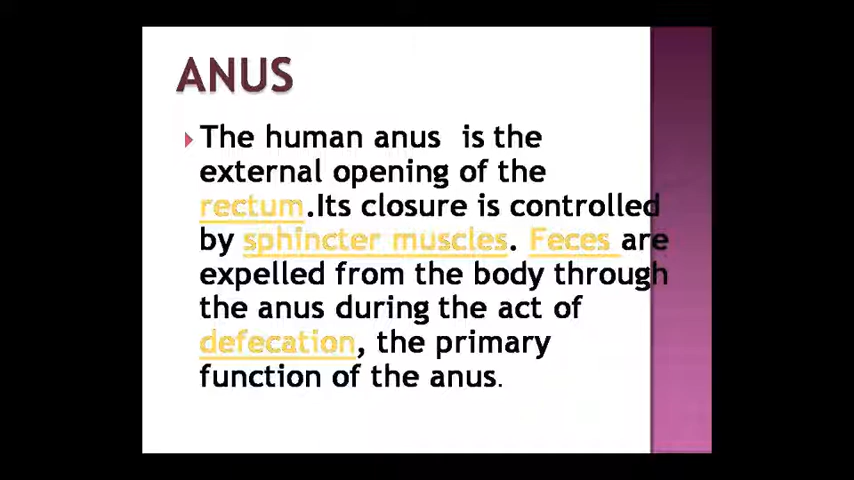 ANUS
The human anus is the
external opening of the
rectum.Its closure is controlled
by sphincter muscles. Feces are
expelled from the body through
the anus during the act of
defecation, the primary
function of the anus.